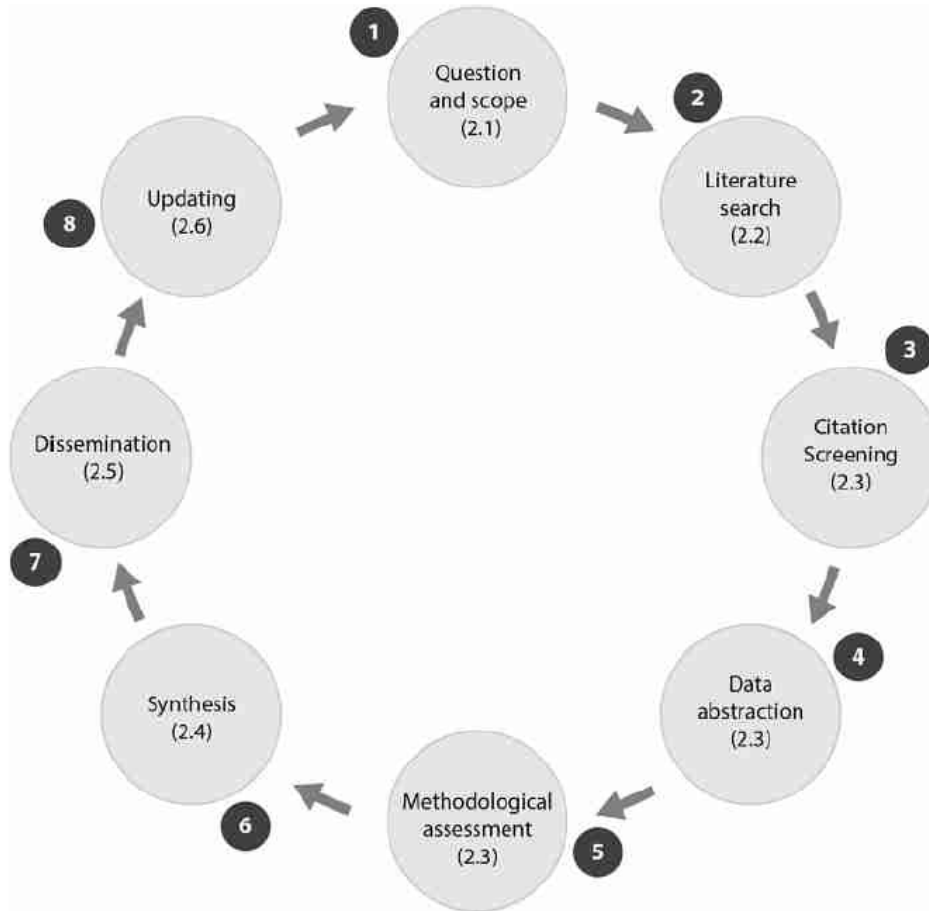 1
Question
and scope
(2.1)
2
Literature
search
(2.2)
3
Citation
Screening
(2.3)
4
Data
abstraction
(2.3)
5
Methodological
assessment
(2.3)
6
Synthesis
(2.4)
7
Dissemination
(2.5)
8
Updating
(2.6)